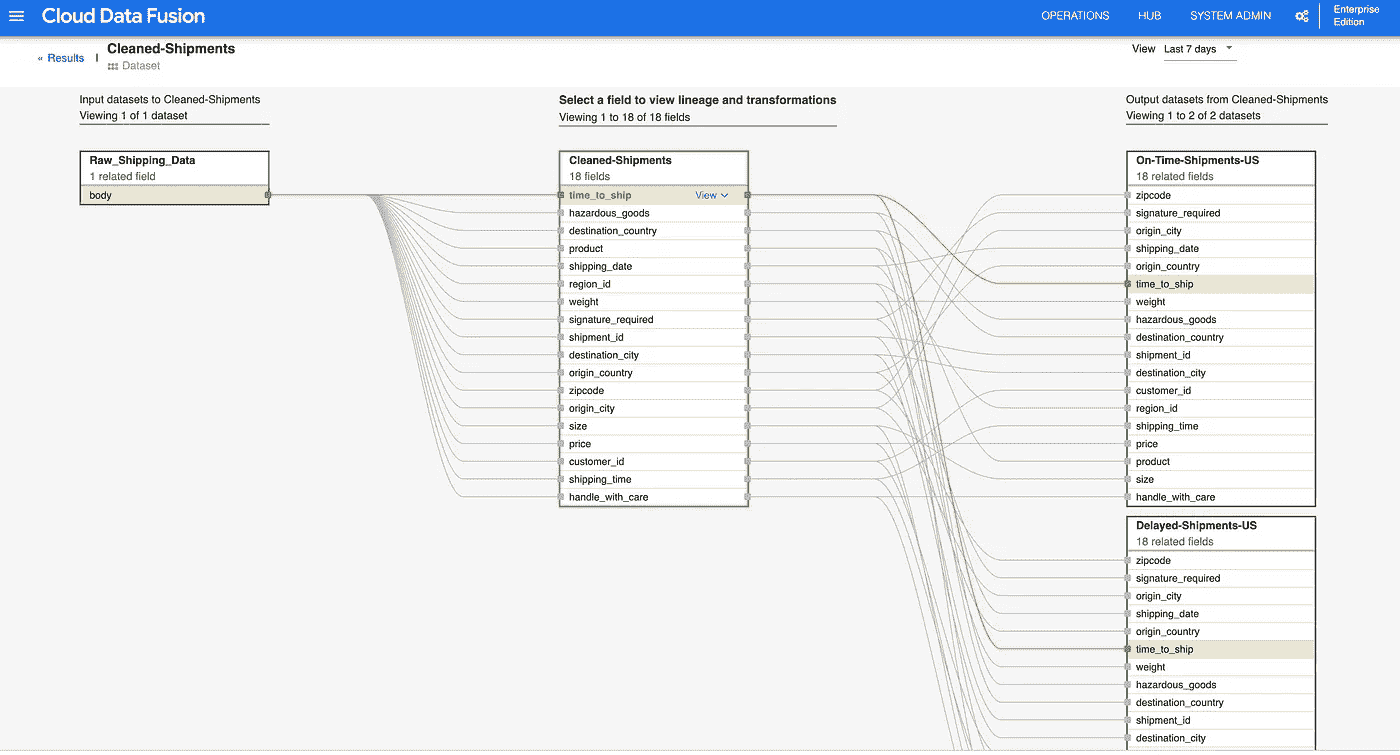 Cloud Data Fusion
OPERATIONS
HUB
SYSTEM ADMIN
Enterprise
Edition
« Results
Cleaned-Shipments
Dataset
View Last 7 days
Input datasets to Cleaned-Shipments
Viewing 1 of 1 dataset
Raw_Shipping_Data
1 related field
body
Select a field to view lineage and transformations
Viewing 1 to 18 of 18 fields
Cleaned-Shipments
18 fields
time_to_ship View
hazardous_goods
destination_country
product
shipping_date
region_id
weight
signature_required
shipment_id
destination_city
origin_country
zipcode
origin_city
size
price
customer_id
shipping_time
handle_with_care
Output datasets from Cleaned-Shipments
Viewing 1 to 2 of 2 datasets
On-Time-Shipments-US
18 related fields
zipcode
signature_required
origin_city
shipping_date
origin_country
time_to_ship
weight
hazardous_goods
destination_country
shipment_id
destination_city
customer_id
region_id
shipping_time
price
product
size
handle_with_care
Delayed-Shipments-US
18 related fields
zipcode
signature_required
origin_city
shipping_date
origin_country
time_to_ship
weight
hazardous_goods
destination_country
shipment_id
destination_city